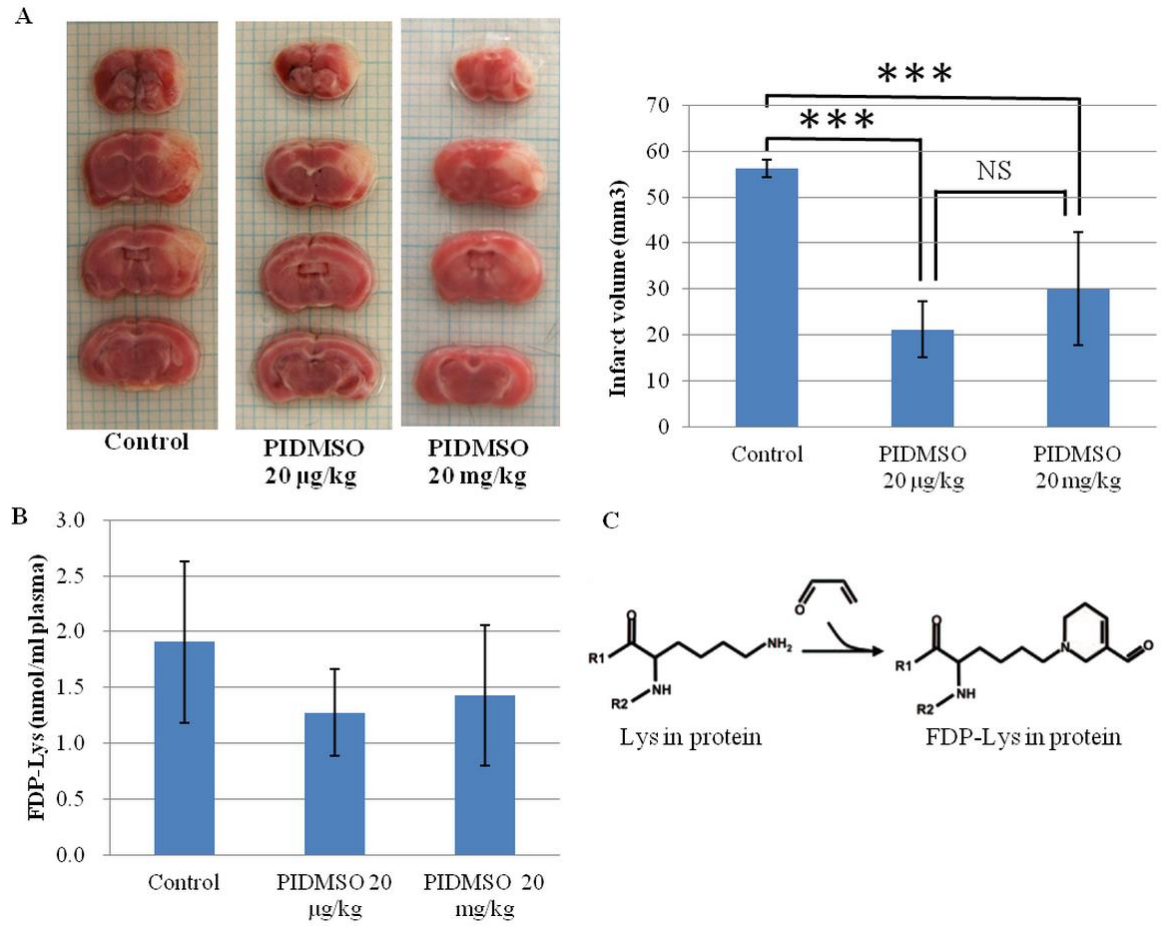 A
Control
PIDMSO
20 µg/kg
PIDMSO
20 mg/kg
Infarct volume (mm3)
70
60
50
40
30
20
10
0
***
***
NS
Control
PIDMSO
20 µg/kg
PIDMSO
20 mg/kg
B
FDP-Lys (nmol/ml plasma)
3.0
2.5
2.0
1.5
1.0
0.5
0.0
Control
PIDMSO 20
µg/kg
PIDMSO 20
mg/kg
C
O
R1
NH
R2
NH2
O
Lys in protein
O
R1
NH
R2
N
O
FDP-Lys in protein